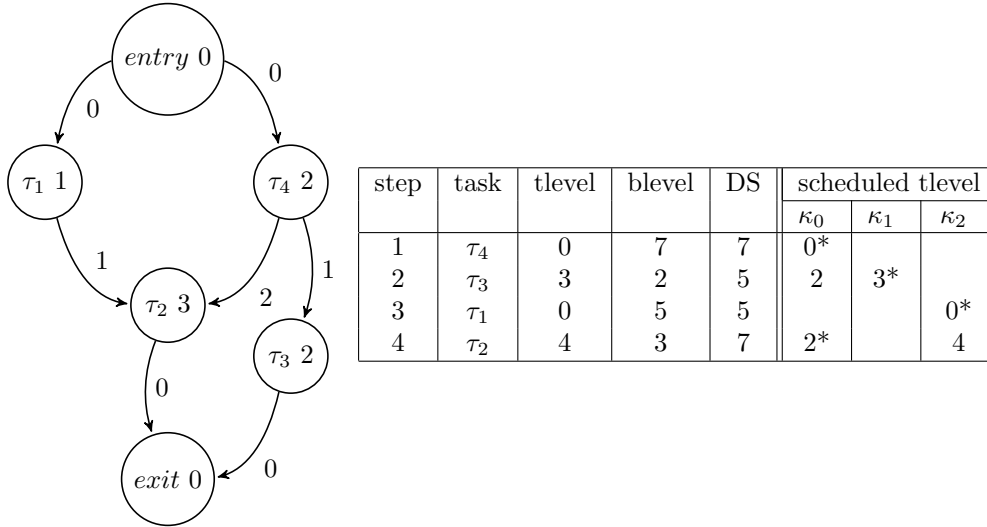 entry 0
0
0
τ₁ 1
τ₄ 2
1
2
1
τ₂ 3
τ₃ 2
0
0
exit 0
step task tlevel blevel DS scheduled tlevel
κ₀ κ₁ κ₂
1 τ₄ 0 7 7 0*
2 τ₃ 3 2 5 2 3*
3 τ₁ 0 5 5 0*
4 τ₂ 4 3 7 2* 4